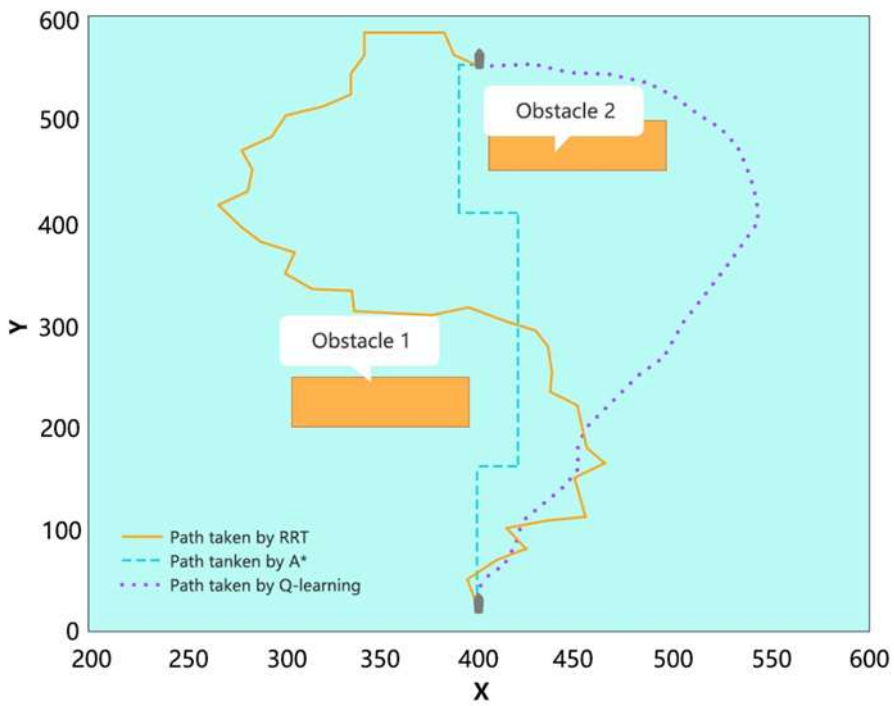 600
500
400
300
200
100
0
Y
Obstacle 2
Obstacle 1
Path taken by RRT
Path tanken by A*
Path taken by Q-learning
200 250 300 350 400 450 500 550 600
X